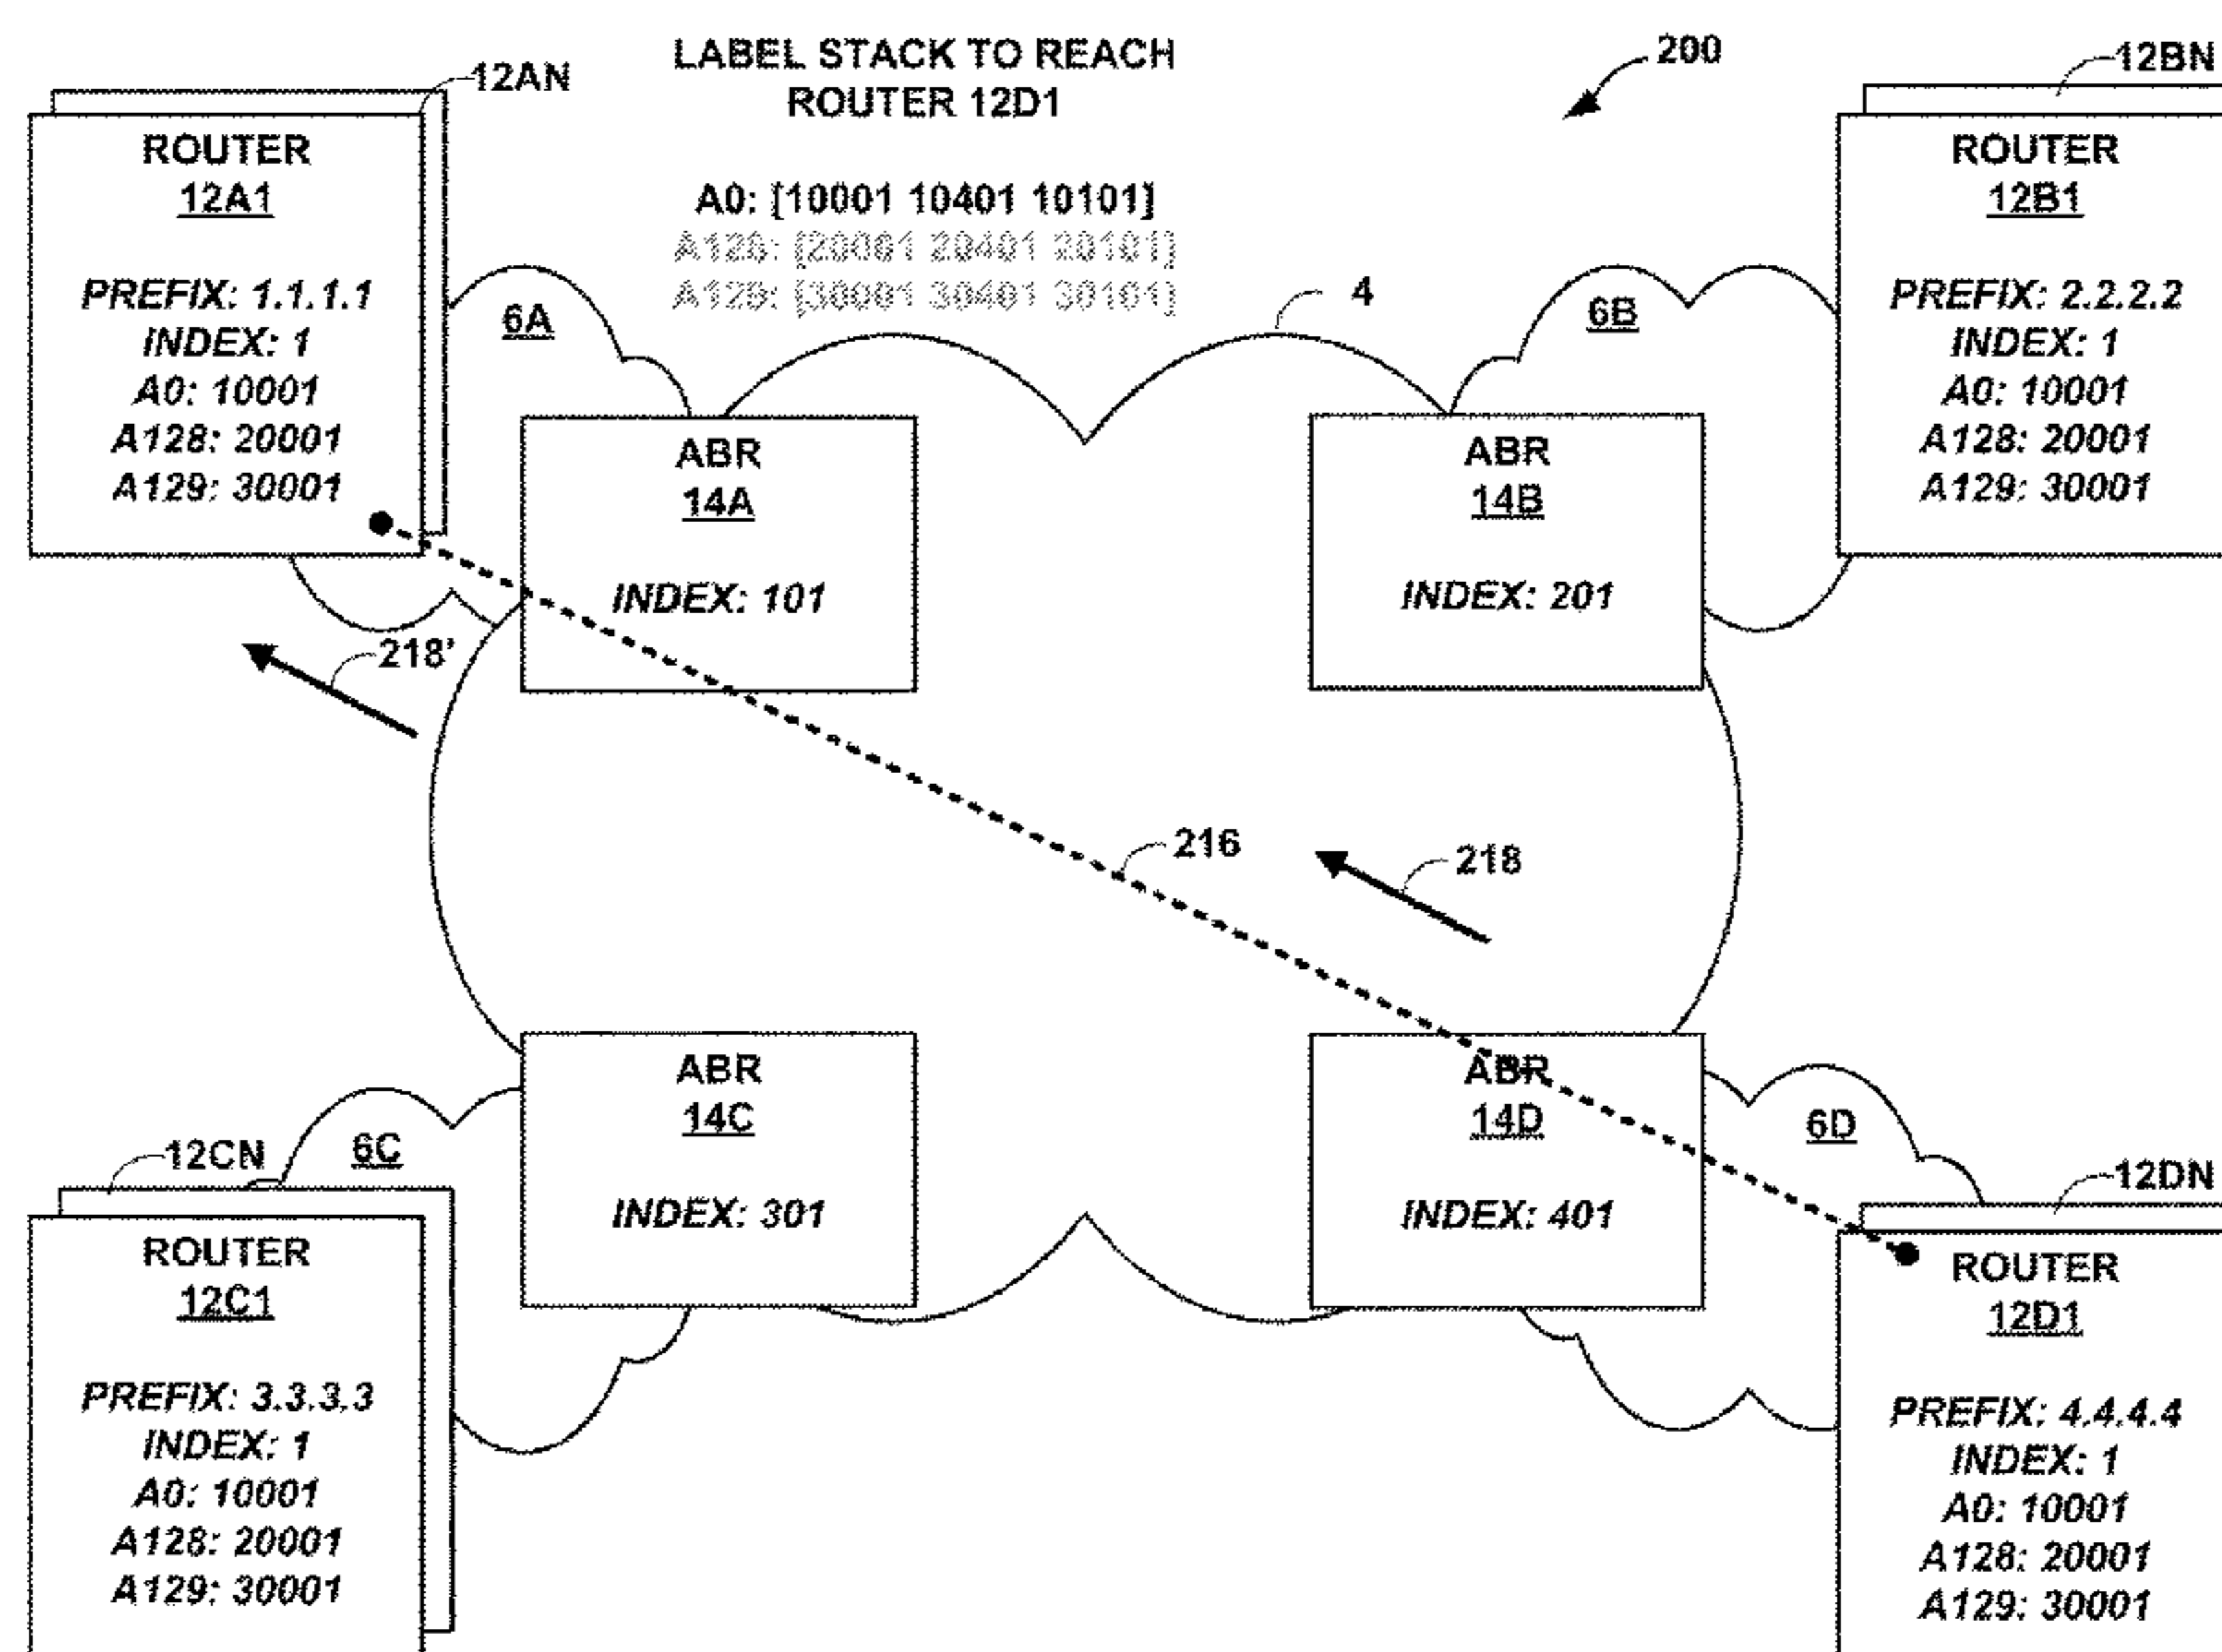 LABEL STACK TO REACH
ROUTER 12D1
A0: [10001 10401 10101]
A128: [20001 20401 20101]
A129: [30001 30401 30101]
200
12AN
ROUTER
12A1
PREFIX: 1.1.1.1
INDEX: 1
A0: 10001
A128: 20001
A129: 30001
6A
4
6B
12BN
ROUTER
12B1
PREFIX: 2.2.2.2
INDEX: 1
A0: 10001
A128: 20001
A129: 30001
ABR
14A
INDEX: 101
ABR
14B
INDEX: 201
218'
216
218
ABR
14C
INDEX: 301
ABR
14D
INDEX: 401
6C
12CN
ROUTER
12C1
PREFIX: 3.3.3.3
INDEX: 1
A0: 10001
A128: 20001
A129: 30001
6D
12DN
ROUTER
12D1
PREFIX: 4.4.4.4
INDEX: 1
A0: 10001
A128: 20001
A129: 30001